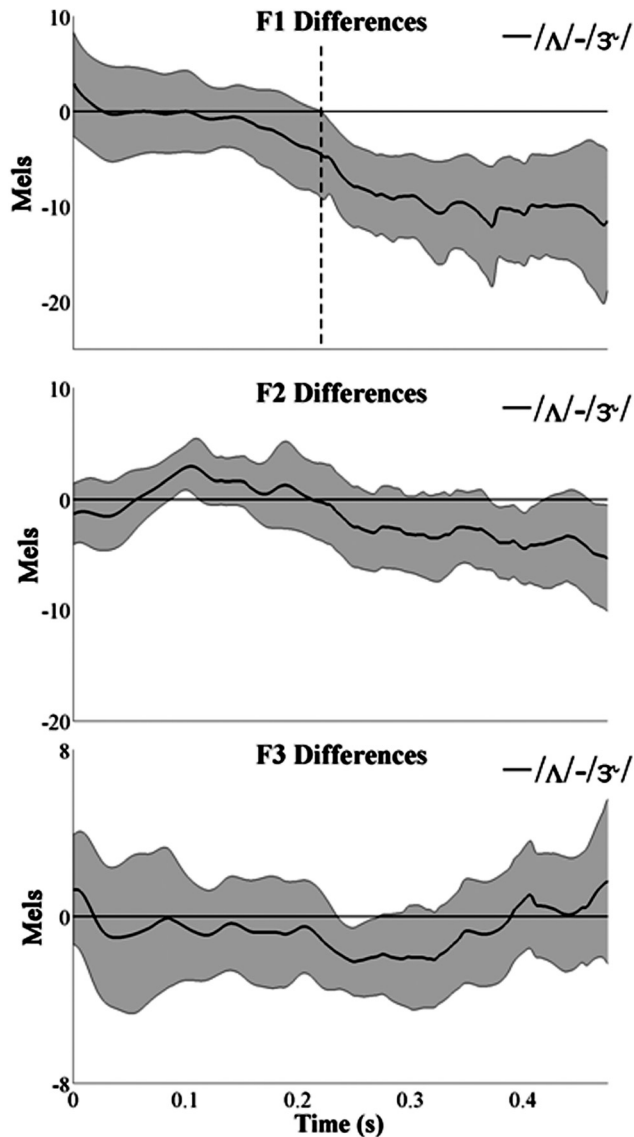 10
F1 Differences
/Λ/-/ɝ/
0
Mels
-10
-20
10
F2 Differences
/Λ/-/ɝ/
0
Mels
-10
-20
8
F3 Differences
/Λ/-/ɝ/
Mels
0
-8
0 0.1 0.2 0.3 0.4
Time (s)